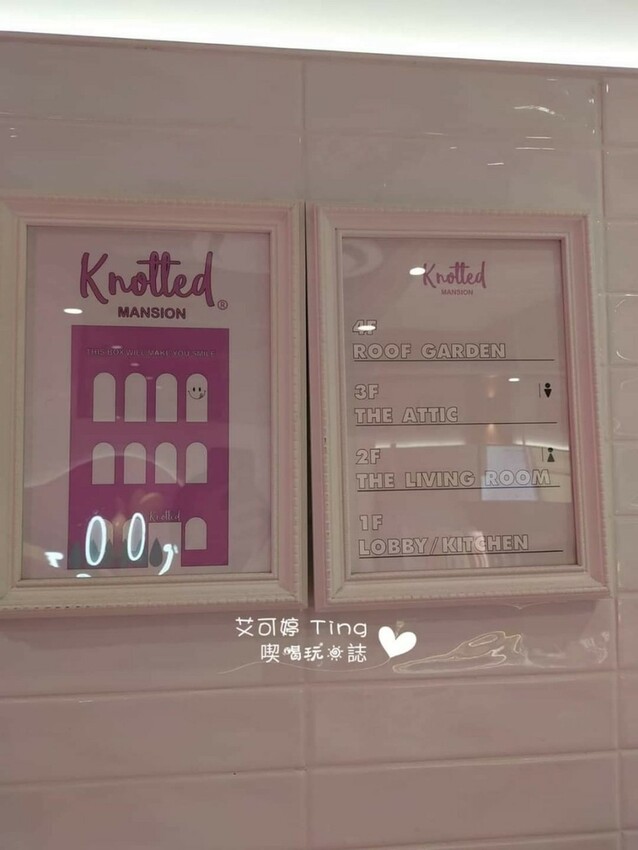 Knotted
MANSION
THIS BOX WILL MAKE YOU SMILE
Knotted
Knotted
MANSION
4F
ROOF GARDEN
3F
THE ATTIC
2F
THE LIVING ROOM
1F
LOBBY/KITCHEN
艾可婷 Ting
喫喝玩誌